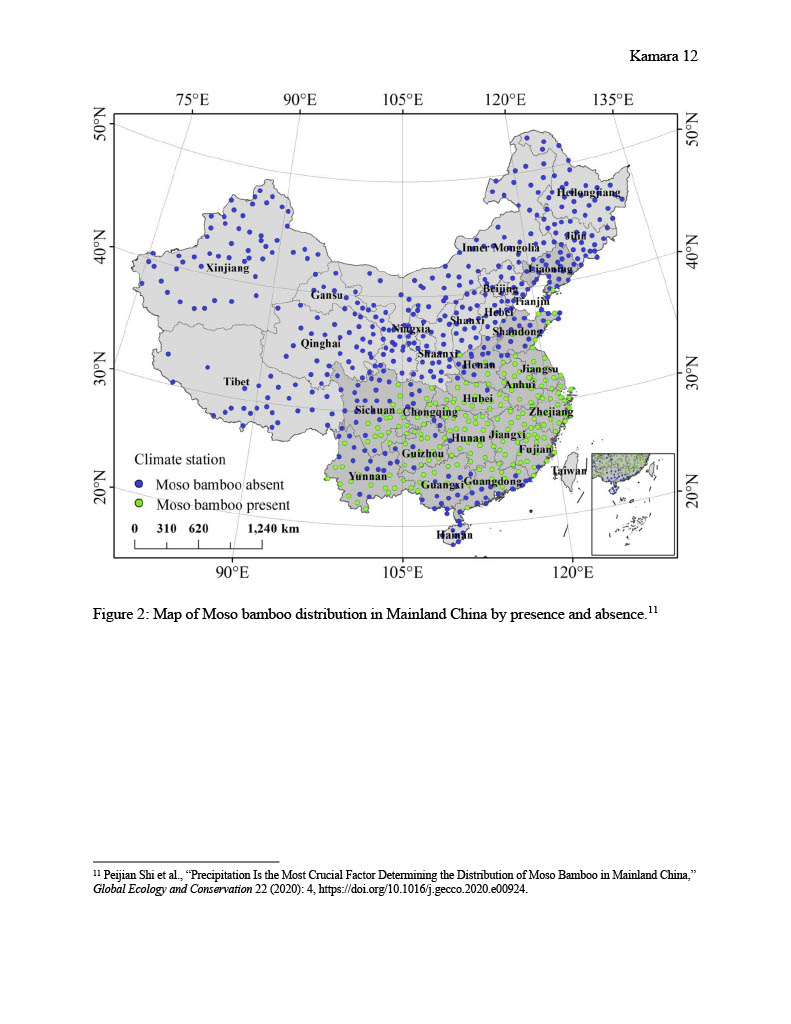 Kamara 12
75°E 90°E 105°E 120°E 135°E
50°N
50°N
40°N
40°N
30°N
30°N
20°N
20°N
Heilongjiang
Jilin
Inner Mongolia
Liaoning
Xinjiang
Beijing
Gansu
Tianjin
Hebei
Shanxi
Ningxia
Shandong
Qinghai
Shaanxi
Henan
Jiangsu
Tibet
Anhui
Hubei
Sichuan
Chongqing
Zhejiang
Hunan
Jiangxi
Guizhou
Fujian
Taiwan
Yunnan
Guangxi
Guangdong
Hainan
Climate station
Moso bamboo absent
Moso bamboo present
0 310 620 1,240 km
90°E 105°E 120°E
Figure 2: Map of Moso bamboo distribution in Mainland China by presence and absence.11
11 Peijian Shi et al., “Precipitation Is the Most Crucial Factor Determining the Distribution of Moso Bamboo in Mainland China,”
Global Ecology and Conservation 22 (2020): 4, https://doi.org/10.1016/j.gecco.2020.e00924.